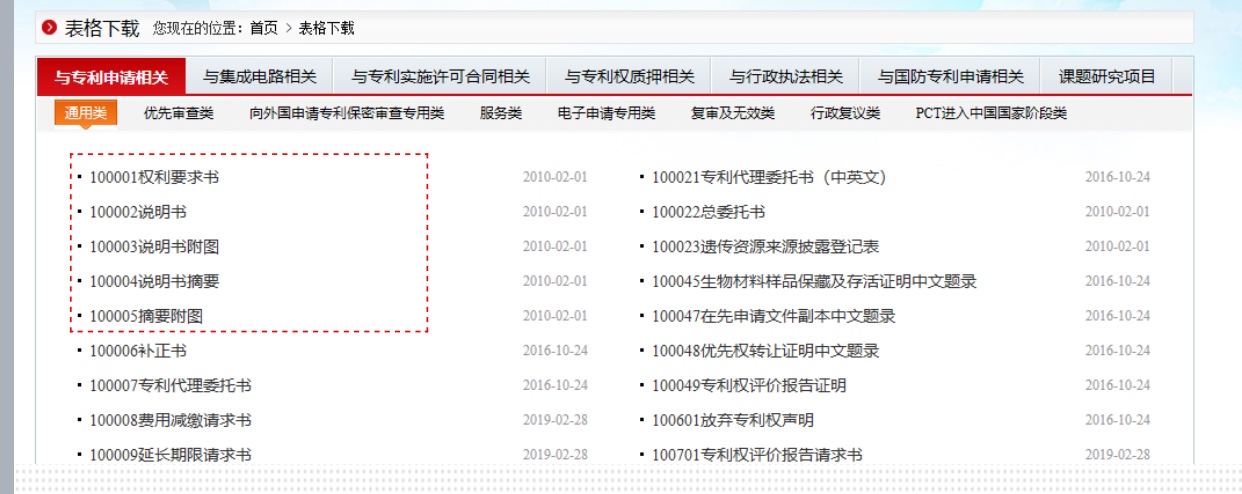 表格下载 您现在的位置：首页 > 表格下载
与专利申请相关 与集成电路相关 与专利实施许可合同相关 与专利权质押相关 与行政执法相关 与国防专利申请相关 课题研究项目
通用类 优先审查类 向外国申请专利保密审查专用类 服务类 电子申请专用类 复审及无效类 行政复议类 PCT进入中国国家阶段类
100001权利要求书 2010-02-01 100021专利代理委托书（中英文） 2016-10-24
100002说明书 2010-02-01 100022总委托书 2010-02-01
100003说明书附图 2010-02-01 100023遗传资源来源披露登记表 2010-02-01
100004说明书摘要 2010-02-01 100045生物材料样品保藏及存活证明中文题录 2016-10-24
100005摘要附图 2010-02-01 100047在先申请文件副本中文题录 2016-10-24
100006补正书 2016-10-24 100048优先权转让证明中文题录 2016-10-24
100007专利代理委托书 2016-10-24 100049专利权评价报告证明 2016-10-24
100008费用减缴请求书 2019-02-28 100601放弃专利权声明 2016-10-24
100009延长期限请求书 2019-02-28 100701专利权评价报告请求书 2019-02-28